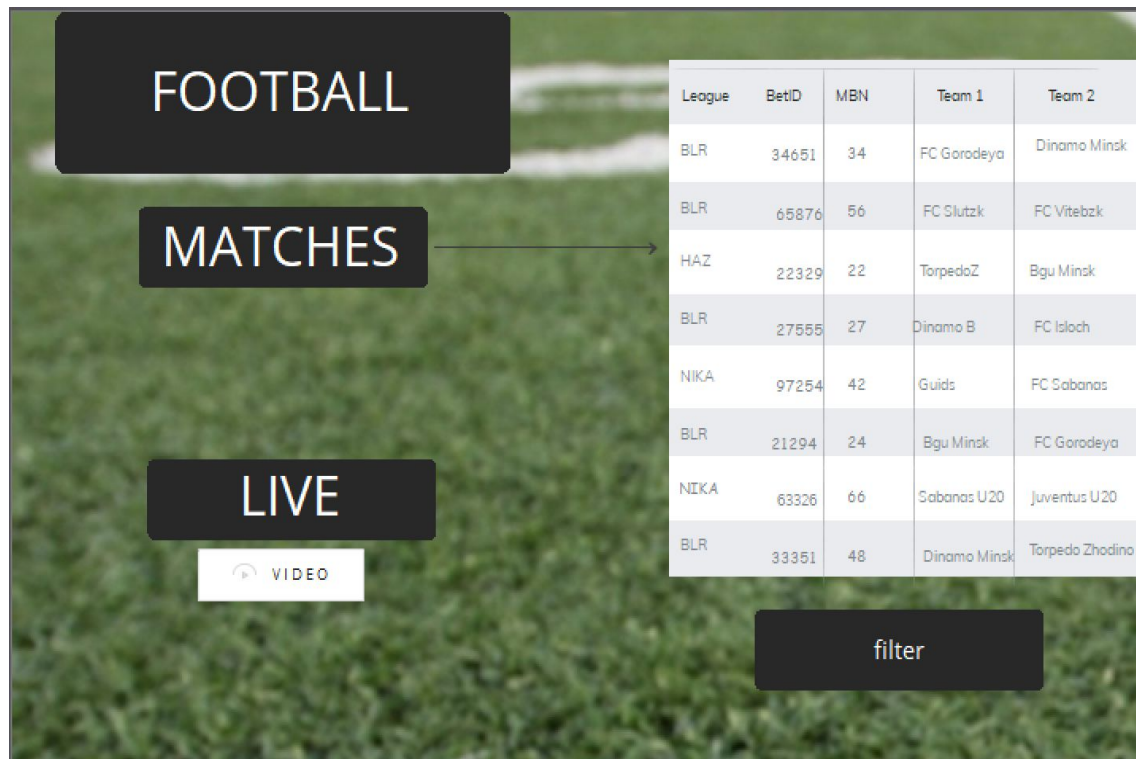 FOOTBALL
MATCHES
LIVE
VIDEO
League BetID MBN Team 1 Team 2
BLR 34651 34 FC Gorodeya Dinamo Minsk
BLR 65876 56 FC Slutzk FC Vitebzk
HAZ 22329 22 TorpedoZ Bgu Minsk
BLR 27555 27 Dinamo B FC Isloch
NIKA 97254 42 Guids FC Sabanas
BLR 21294 24 Bgu Minsk FC Gorodeya
NIKA 63326 66 Sabanas U20 Juventus U20
BLR 33351 48 Dinamo Minsk Torpedo Zhodino
filter